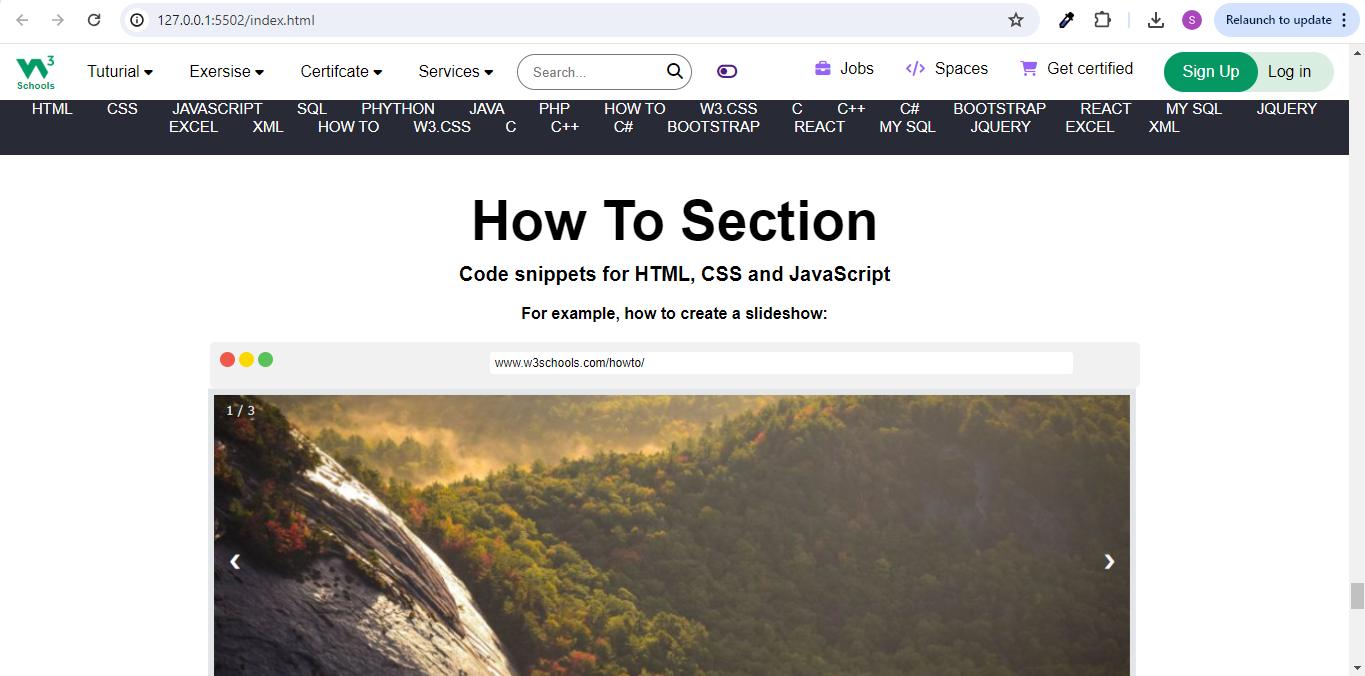 127.0.0.1:5502/index.html S Relaunch to update
W3 Schools Tuturial Exersise Certifcate Services Search... </> Jobs Spaces Get certified Sign Up Log in
HTML CSS JAVASCRIPT SQL PHYTHON JAVA PHP HOW TO W3.CSS C C++ C# BOOTSTRAP REACT MY SQL JQUERY
EXCEL XML HOW TO W3.CSS C C++ C# BOOTSTRAP REACT MY SQL JQUERY EXCEL XML
How To Section
Code snippets for HTML, CSS and JavaScript
For example, how to create a slideshow:
www.w3schools.com/howto/
1 / 3
❮ ❯